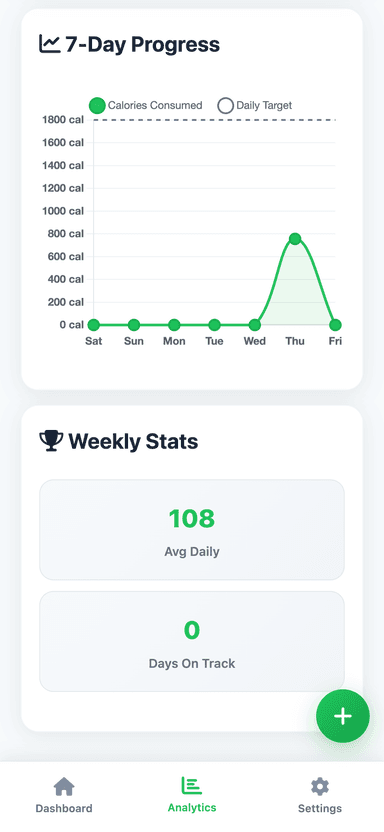 7-Day Progress
Calories Consumed Daily Target
1800 cal
1600 cal
1400 cal
1200 cal
1000 cal
800 cal
600 cal
400 cal
200 cal
0 cal
Sat Sun Mon Tue Wed Thu Fri
Weekly Stats
108
Avg Daily
0
Days On Track
Dashboard Analytics Settings